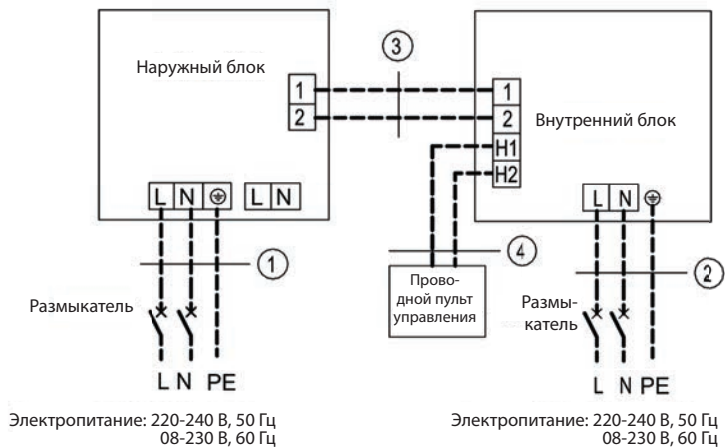 Наружный блок
1
2
3
1
2
H1
H2
Внутренний блок
L N L N
L N
1
4
2
Прово-
дной пульт
управления
Размыкатель
Размы-
катель
L N PE
L N PE
Электропитание: 220-240 В, 50 Гц
08-230 В, 60 Гц
Электропитание: 220-240 В, 50 Гц
08-230 В, 60 Гц